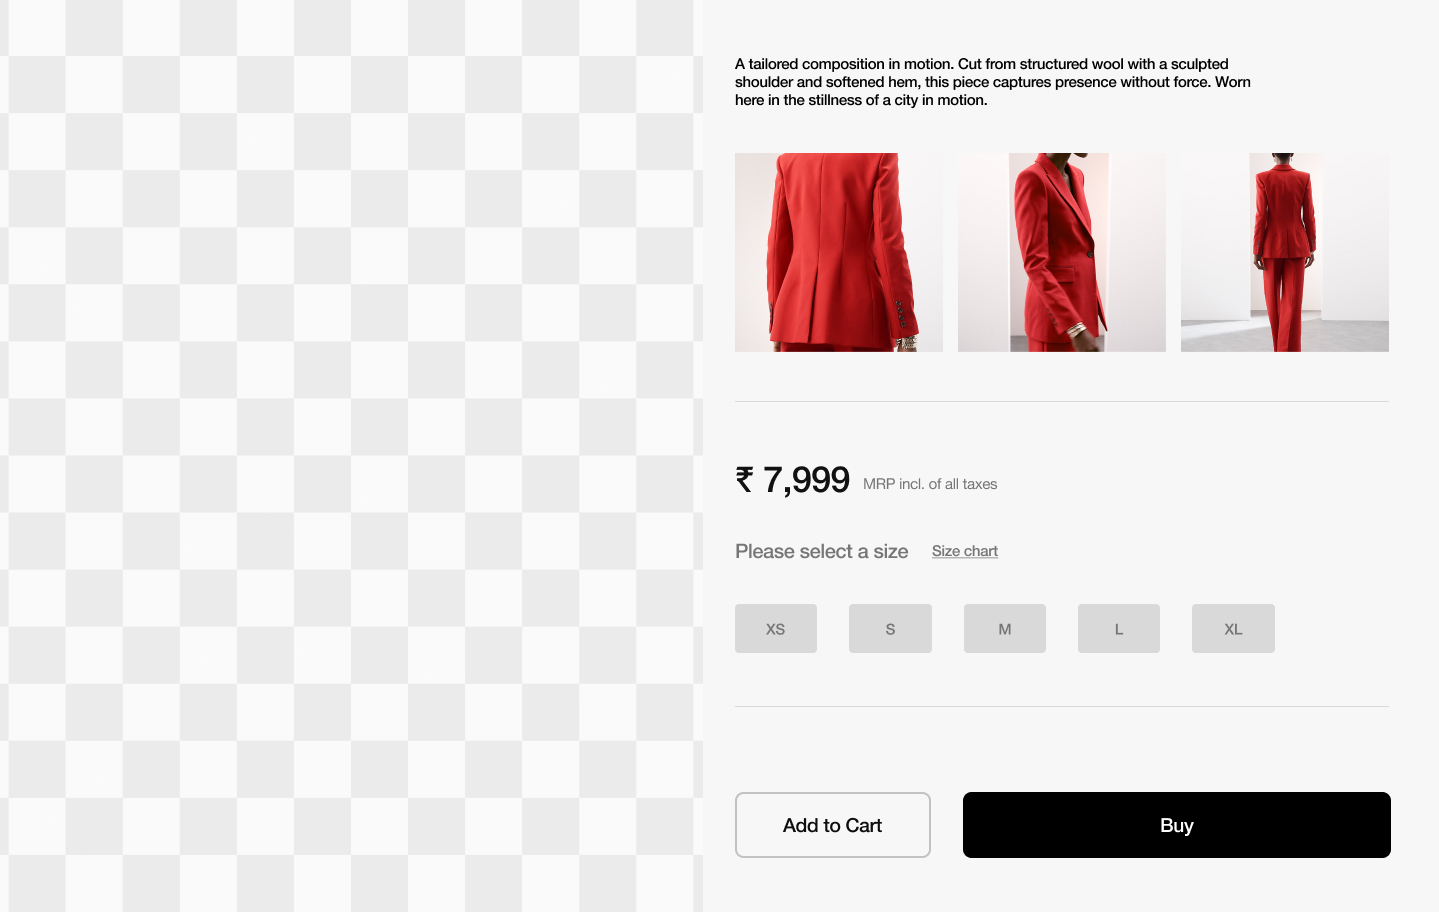 A tailored composition in motion. Cut from structured wool with a sculpted
shoulder and softened hem, this piece captures presence without force. Worn
here in the stillness of a city in motion.
₹ 7,999 MRP incl. of all taxes
Please select a size Size chart
XS S M L XL
Add to Cart Buy